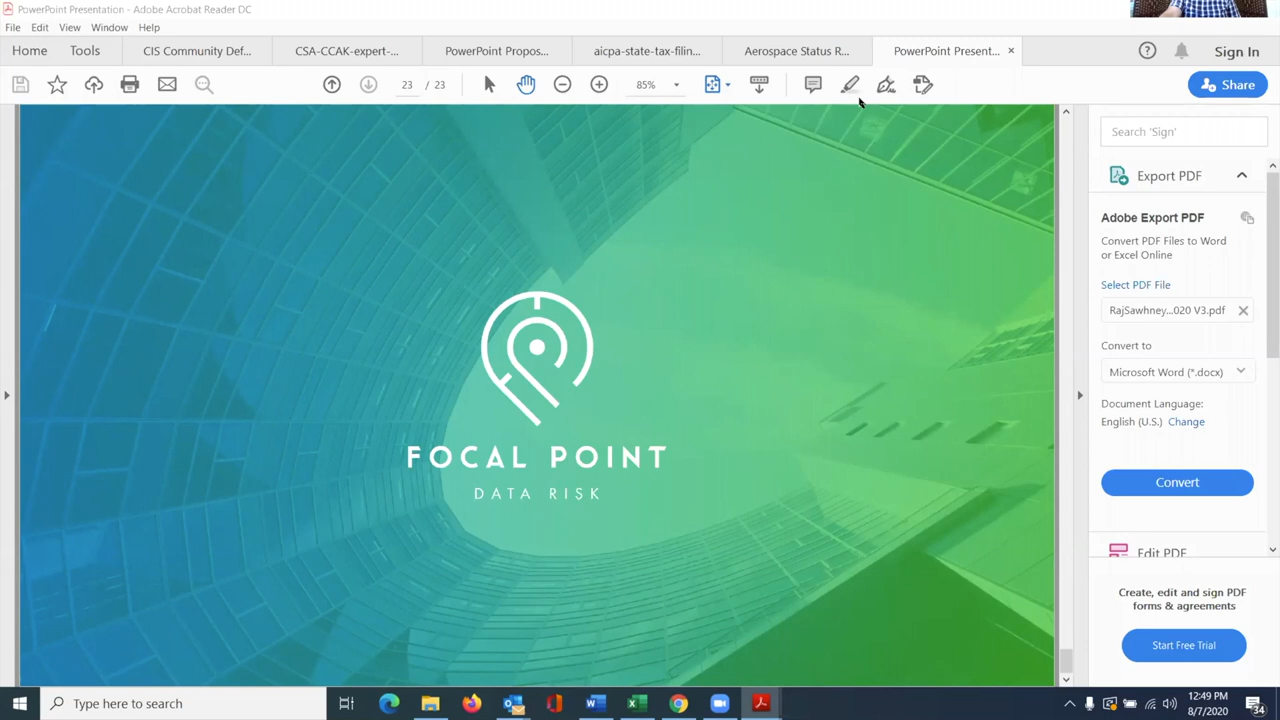 PowerPoint Presentation - Adobe Acrobat Reader DC
File Edit View Window Help
Home Tools CIS Community Def... CSA-CCAK-expert-... PowerPoint Propos... aicpa-state-tax-filin... Aerospace Status R... PowerPoint Present... Sign In
23 / 23 85% Share
Search 'Sign'
Export PDF
Adobe Export PDF
Convert PDF Files to Word
or Excel Online
Select PDF File
RajSawhney...020 V3.pdf
Convert to
Microsoft Word (*.docx)
Document Language:
English (U.S.) Change
Convert
Edit PDF
Create, edit and sign PDF
forms & agreements
Start Free Trial
FOCAL POINT
DATA RISK
Type here to search
12:49 PM
8/7/2020
34